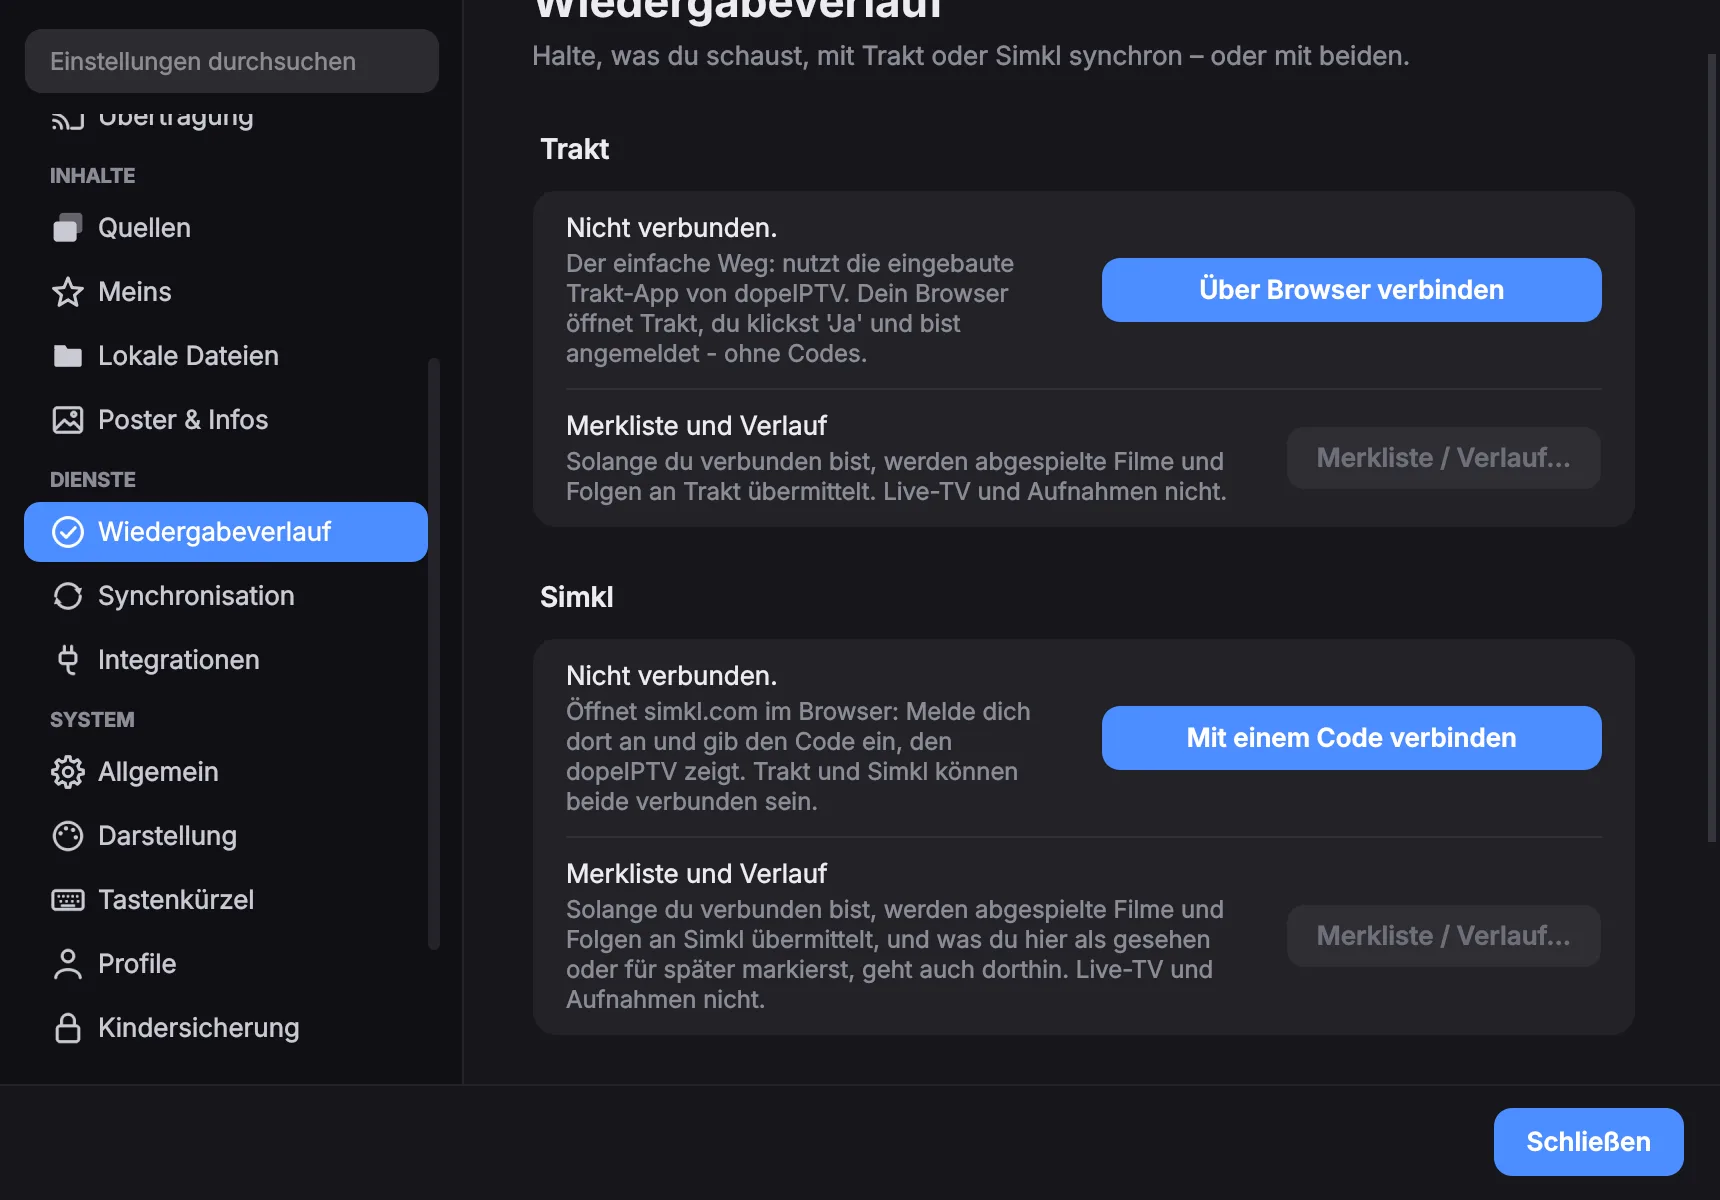 Einstellungen durchsuchen
Übertragung
INHALTE
Quellen
Meins
Lokale Dateien
Poster & Infos
DIENSTE
Wiedergabeverlauf
Synchronisation
Integrationen
SYSTEM
Allgemein
Darstellung
Tastenkürzel
Profile
Kindersicherung
Wiedergabeverlauf
Halte, was du schaust, mit Trakt oder Simkl synchron – oder mit beiden.
Trakt
Nicht verbunden.
Der einfache Weg: nutzt die eingebaute
Trakt-App von dopeIPTV. Dein Browser
öffnet Trakt, du klickst 'Ja' und bist
angemeldet - ohne Codes.
Über Browser verbinden
Merkliste und Verlauf
Solange du verbunden bist, werden abgespielte Filme und
Folgen an Trakt übermittelt. Live-TV und Aufnahmen nicht.
Merkliste / Verlauf...
Simkl
Nicht verbunden.
Öffnet simkl.com im Browser: Melde dich
dort an und gib den Code ein, den
dopeIPTV zeigt. Trakt und Simkl können
beide verbunden sein.
Mit einem Code verbinden
Merkliste und Verlauf
Solange du verbunden bist, werden abgespielte Filme und
Folgen an Simkl übermittelt, und was du hier als gesehen
oder für später markierst, geht auch dorthin. Live-TV und
Aufnahmen nicht.
Merkliste / Verlauf...
Schließen